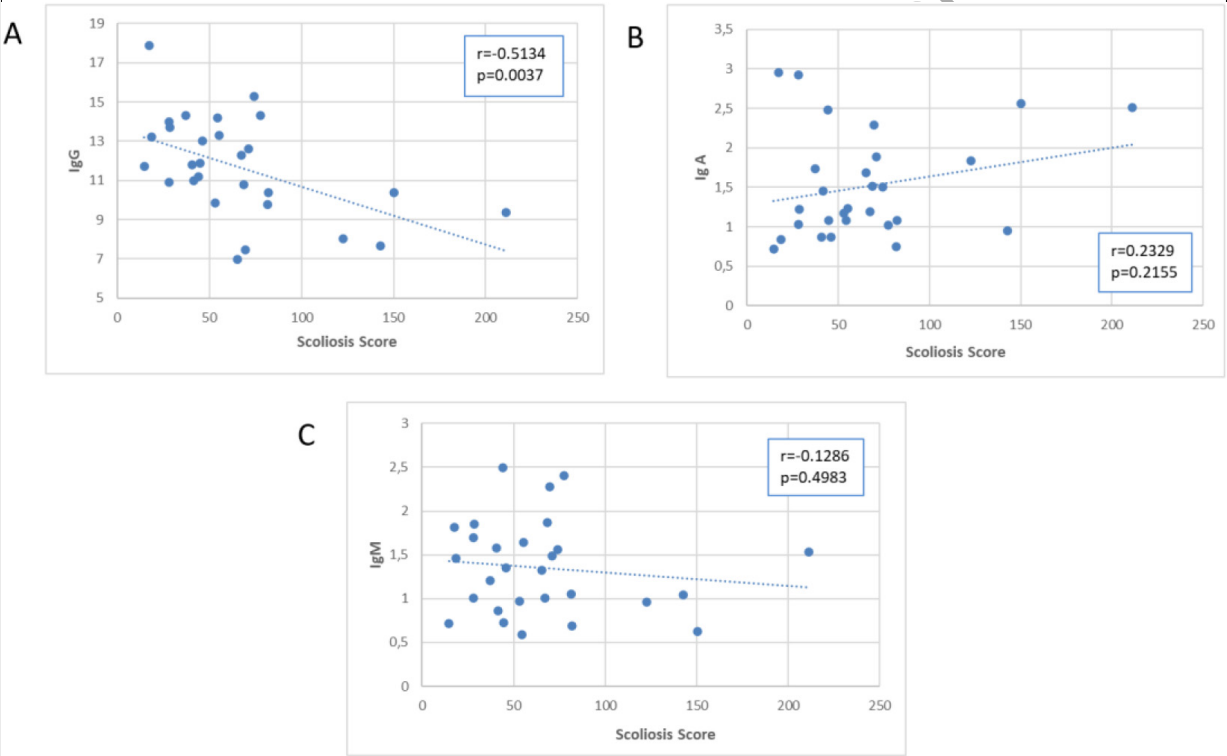 A
19
17
15
13
11
9
7
5
IgG
r=-0.5134
p=0.0037
0 50 100 150 200 250
Scoliosis Score
B
3,5
3
2,5
2
1,5
1
0,5
0
Ig A
r=0.2329
p=0.2155
0 50 100 150 200 250
Scoliosis Score
C
3
2,5
2
1,5
1
0,5
0
IgM
r=-0.1286
p=0.4983
0 50 100 150 200 250
Scoliosis Score